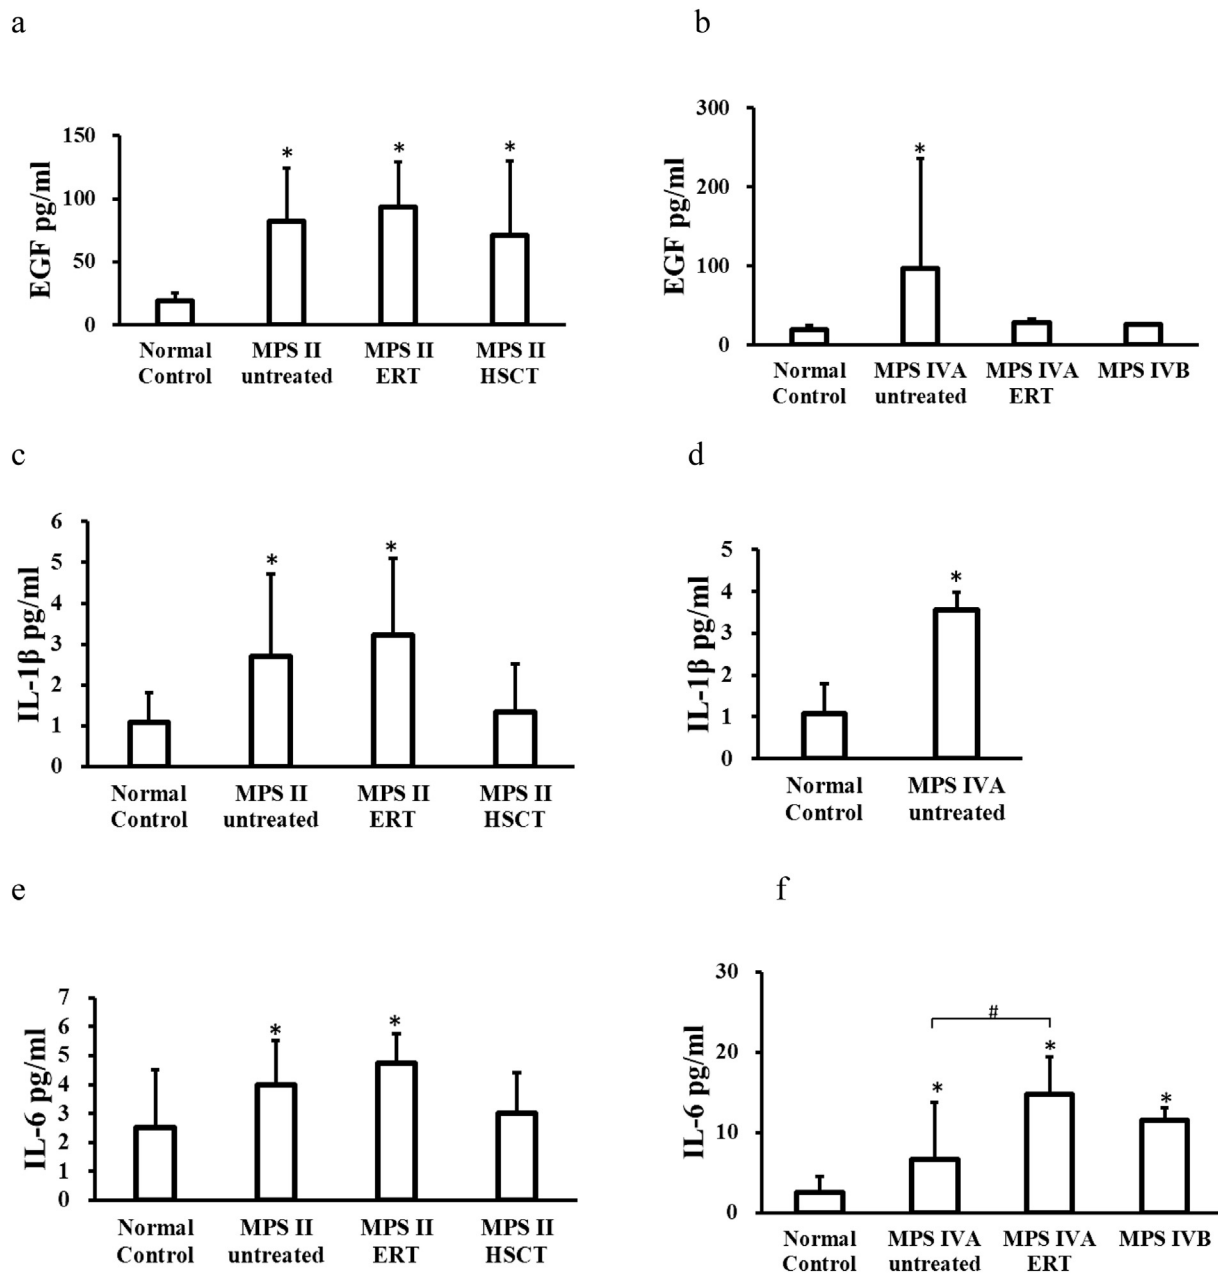 a
EGF pg/ml
150
100
50
0
*
*
*
Normal
Control
MPS II
untreated
MPS II
ERT
MPS II
HSCT
b
EGF pg/ml
300
200
100
0
*
Normal
Control
MPS IVA
untreated
MPS IVA
ERT
MPS IVB
c
IL-1β pg/ml
6
5
4
3
2
1
0
*
*
Normal
Control
MPS II
untreated
MPS II
ERT
MPS II
HSCT
d
IL-1β pg/ml
5
4
3
2
1
0
*
Normal
Control
MPS IVA
untreated
e
IL-6 pg/ml
7
6
5
4
3
2
1
0
*
*
Normal
Control
MPS II
untreated
MPS II
ERT
MPS II
HSCT
f
IL-6 pg/ml
30
20
10
0
#
*
*
*
Normal
Control
MPS IVA
untreated
MPS IVA
ERT
MPS IVB